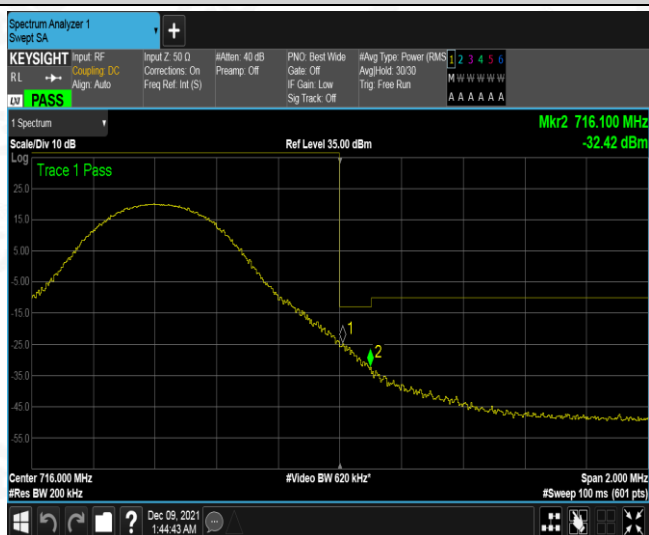 Spectrum Analyzer 1
Swept SA
+
KEYSIGHT Input: RF Input Z: 50 Ω #Atten: 40 dB PNO: Best Wide #Avg Type: Power (RMS 1 2 3 4 5 6
RL Coupling: DC Corrections: On Preamp: Off Gate: Off Avg|Hold: 30/30 M W W W W W
Align: Auto Freq Ref: Int (S) IF Gain: Low Trig: Free Run
LXI PASS Sig Track: Off A A A A A A
1 Spectrum Mkr2 716.100 MHz
Scale/Div 10 dB Ref Level 35.00 dBm -32.42 dBm
Log
Trace 1 Pass
25.0
15.0
5.00
-5.00
-15.0
1
-25.0
2
-35.0
-45.0
-55.0
Center 716.000 MHz #Video BW 620 kHz* Span 2.000 MHz
#Res BW 200 kHz #Sweep 100 ms (601 pts)
? Dec 09, 2021
1:44:43 AM